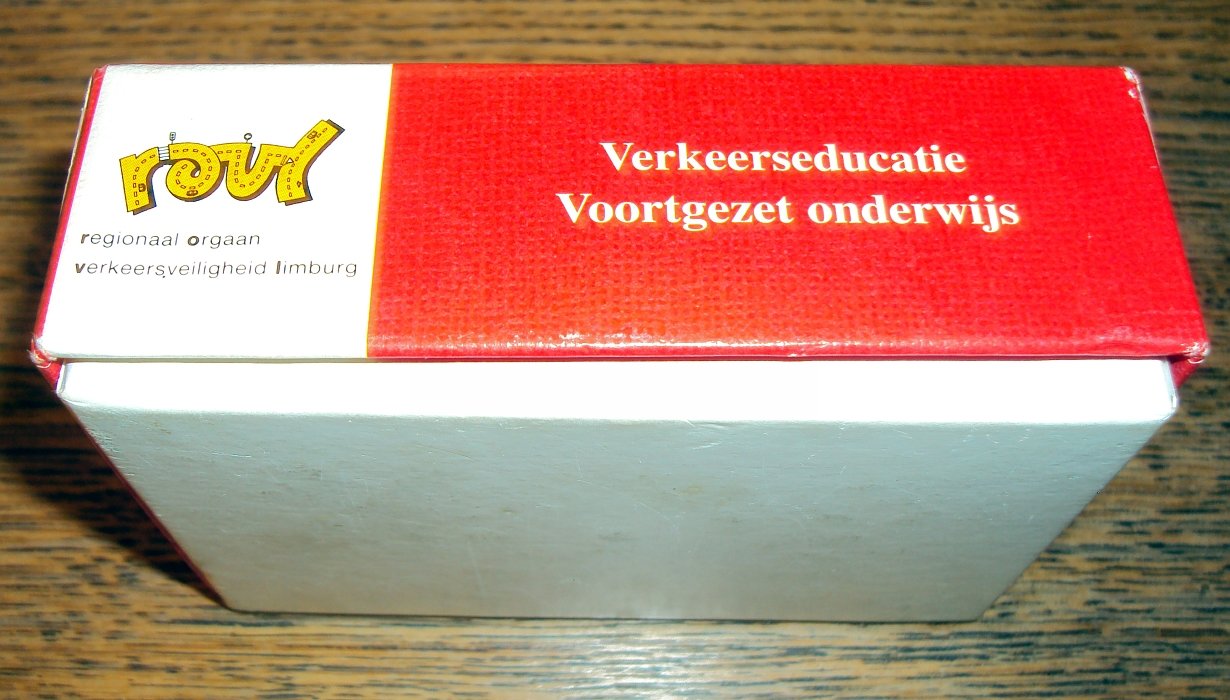 rovl
regionaal orgaan
verkeersveiligheid limburg
Verkeerseducatie
Voortgezet onderwijs